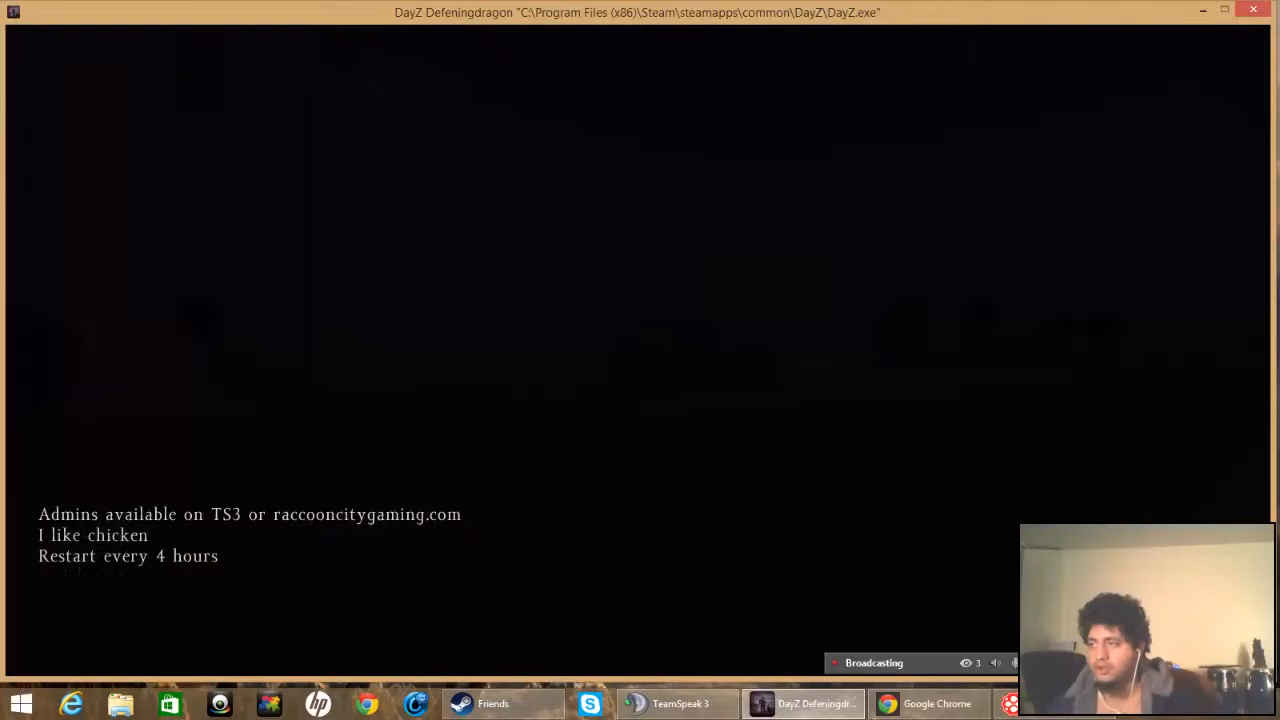 DayZ Defeningdragon "C:\Program Files (x86)\Steam\steamapps\common\DayZ\DayZ.exe"
Admins available on TS3 or raccooncitygaming.com
I like chicken
Restart every 4 hours
Broadcasting 3
Friends
TeamSpeak 3
DayZ Defeningdr...
Google Chrome